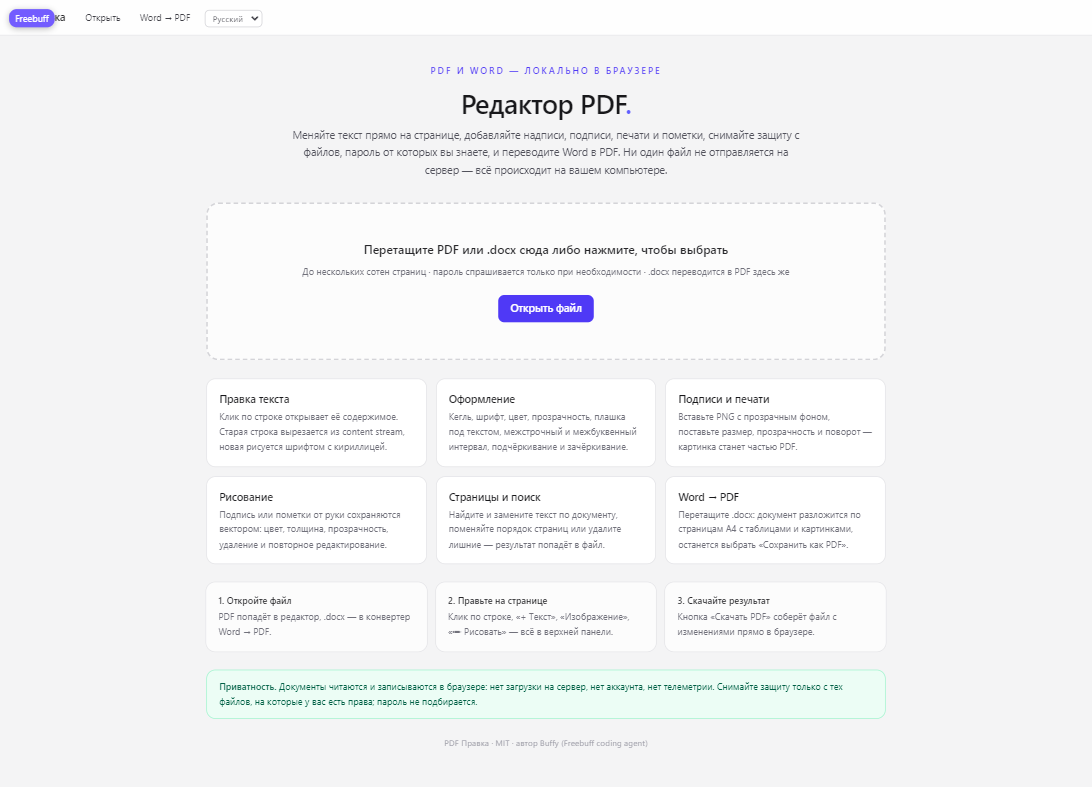 Freebuff ка Открыть Word → PDF Русский
PDF И WORD — ЛОКАЛЬНО В БРАУЗЕРЕ
Редактор PDF.
Меняйте текст прямо на странице, добавляйте надписи, подписи, печати и пометки, снимайте защиту с
файлов, пароль от которых вы знаете, и переводите Word в PDF. Ни один файл не отправляется на
сервер — всё происходит на вашем компьютере.
Перетащите PDF или .docx сюда либо нажмите, чтобы выбрать
До нескольких сотен страниц · пароль спрашивается только при необходимости · .docx переводится в PDF здесь же
Открыть файл
Правка текста
Клик по строке открывает её содержимое.
Старая строка вырезается из content stream,
новая рисуется шрифтом с кириллицей.
Оформление
Кегль, шрифт, цвет, прозрачность, плашка
под текстом, межстрочный и межбуквенный
интервал, подчёркивание и зачёркивание.
Подписи и печати
Вставьте PNG с прозрачным фоном,
поставьте размер, прозрачность и поворот —
картинка станет частью PDF.
Рисование
Подпись или пометки от руки сохраняются
вектором: цвет, толщина, прозрачность,
удаление и повторное редактирование.
Страницы и поиск
Найдите и замените текст по документу,
поменяйте порядок страниц или удалите
лишние — результат попадёт в файл.
Word → PDF
Перетащите .docx: документ разложится по
страницам A4 с таблицами и картинками,
останется выбрать «Сохранить как PDF».
1. Откройте файл
PDF попадёт в редактор, .docx — в конвертер
Word → PDF.
2. Правьте на странице
Клик по строке, «+ Текст», «Изображение»,
«✏ Рисовать» — всё в верхней панели.
3. Скачайте результат
Кнопка «Скачать PDF» соберёт файл с
изменениями прямо в браузере.
Приватность. Документы читаются и записываются в браузере: нет загрузки на сервер, нет аккаунта, нет телеметрии. Снимайте защиту только с тех
файлов, на которые у вас есть права; пароль не подбирается.
PDF Правка · MIT · автор Buffy (Freebuff coding agent)